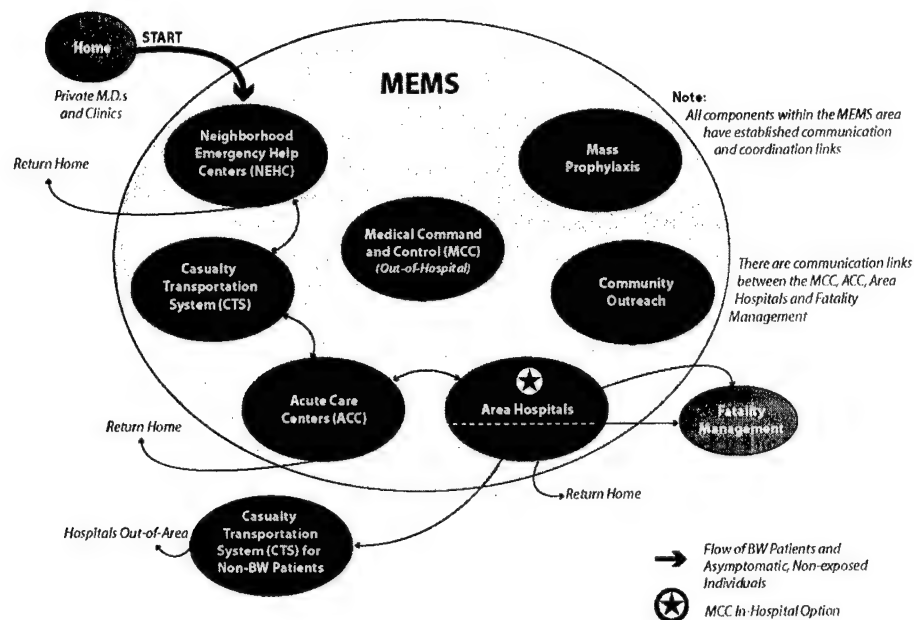 Home
START
Private M.D.s
and Clinics
MEMS
Note:
All components within the MEMS area
have established communication
and coordination links
Neighborhood
Emergency Help
Centers (NEHC)
Mass
Prophylaxis
Return Home
Medical Command
and Control (MCC)
(Out-of-Hospital)
Casualty
Transportation
System (CTS)
Community
Outreach
There are communication links
between the MCC, ACC, Area
Hospitals and Fatality
Management
Acute Care
Centers (ACC)
Area Hospitals
Fatality
Management
Return Home
Return Home
Hospitals Out-of-Area
Casualty
Transportation
System (CTS) for
Non-BW Patients
Flow of BW Patients and
Asymptomatic, Non-exposed
Individuals
MCC In-Hospital Option